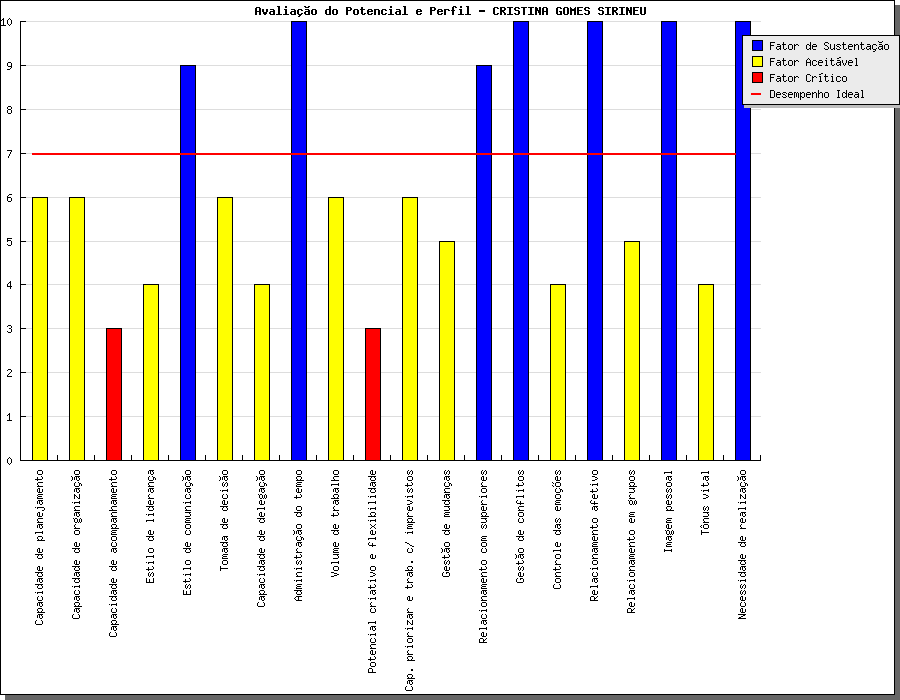 Avaliação do Potencial e Perfil - CRISTINA GOMES SIRINEU
10
9
8
7
6
5
4
3
2
1
0
Fator de Sustentação
Fator Aceitável
Fator Crítico
Desempenho Ideal
Capacidade de planejamento
Capacidade de organização
Capacidade de acompanhamento
Estilo de liderança
Estilo de comunicação
Tomada de decisão
Capacidade de delegação
Administração do tempo
Volume de trabalho
Potencial criativo e flexibilidade
Cap. priorizar e trab. c/ imprevistos
Gestão de mudanças
Relacionamento com superiores
Gestão de conflitos
Controle das emoções
Relacionamento afetivo
Relacionamento em grupos
Imagem pessoal
Tônus vital
Necessidade de realização